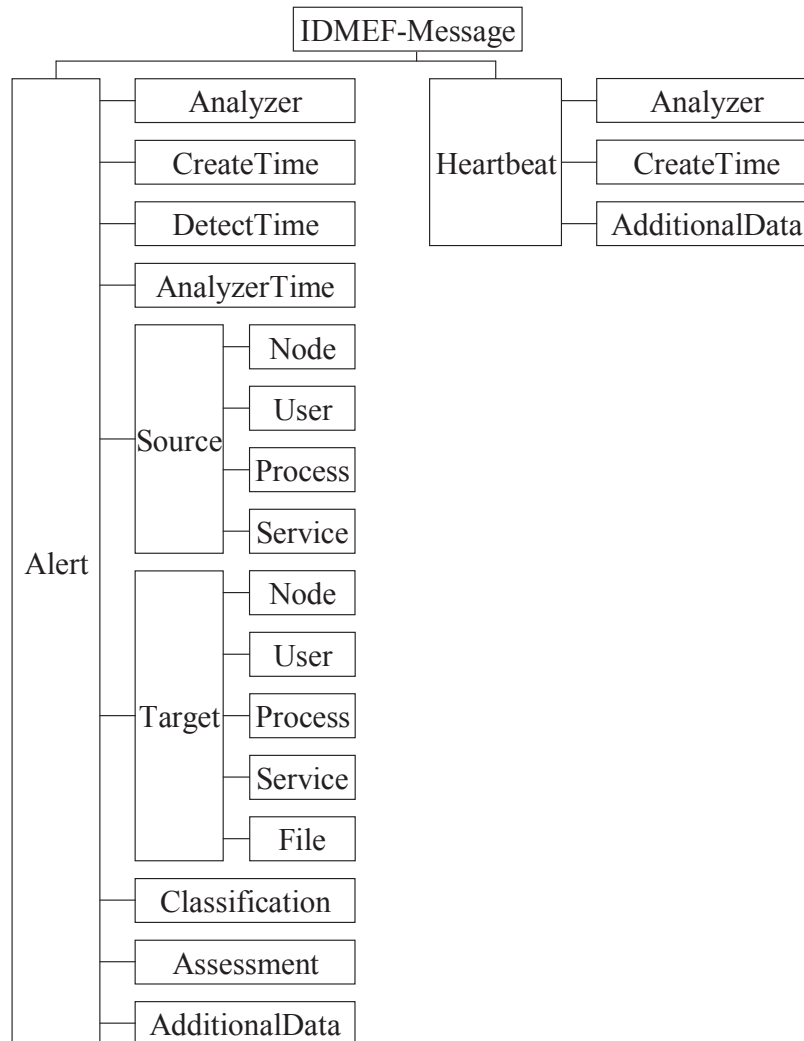 IDMEF-Message
Alert
Analyzer
CreateTime
DetectTime
AnalyzerTime
Source
Node
User
Process
Service
Target
Node
User
Process
Service
File
Classification
Assessment
AdditionalData
Heartbeat
Analyzer
CreateTime
AdditionalData